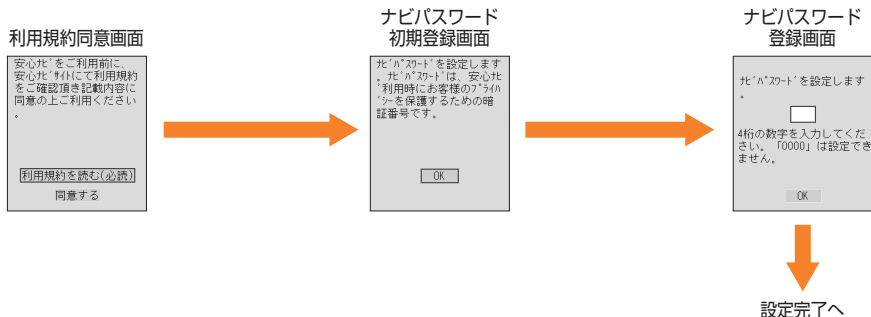 利用規約同意画面
安心ﾅﾋﾞをご利用前に、
安心ﾅﾋﾞｻｲﾄにて利用規約
をご確認頂き記載内容に
同意の上ご利用ください
。
利用規約を読む(必読)
同意する
ナビパスワード
初期登録画面
ﾅﾋﾞﾊﾟｽﾜｰﾄﾞを設定します
。ﾅﾋﾞﾊﾟｽﾜｰﾄﾞは、安心ﾅﾋ
ﾞ利用時にお客様のﾌﾟﾗｲﾊ
ﾞｼｰを保護するための暗
証番号です。
OK
ナビパスワード
登録画面
ﾅﾋﾞﾊﾟｽﾜｰﾄﾞを設定します
。
4桁の数字を入力してくだ
さい。「0000」は設定でき
ません。
OK
設定完了へ